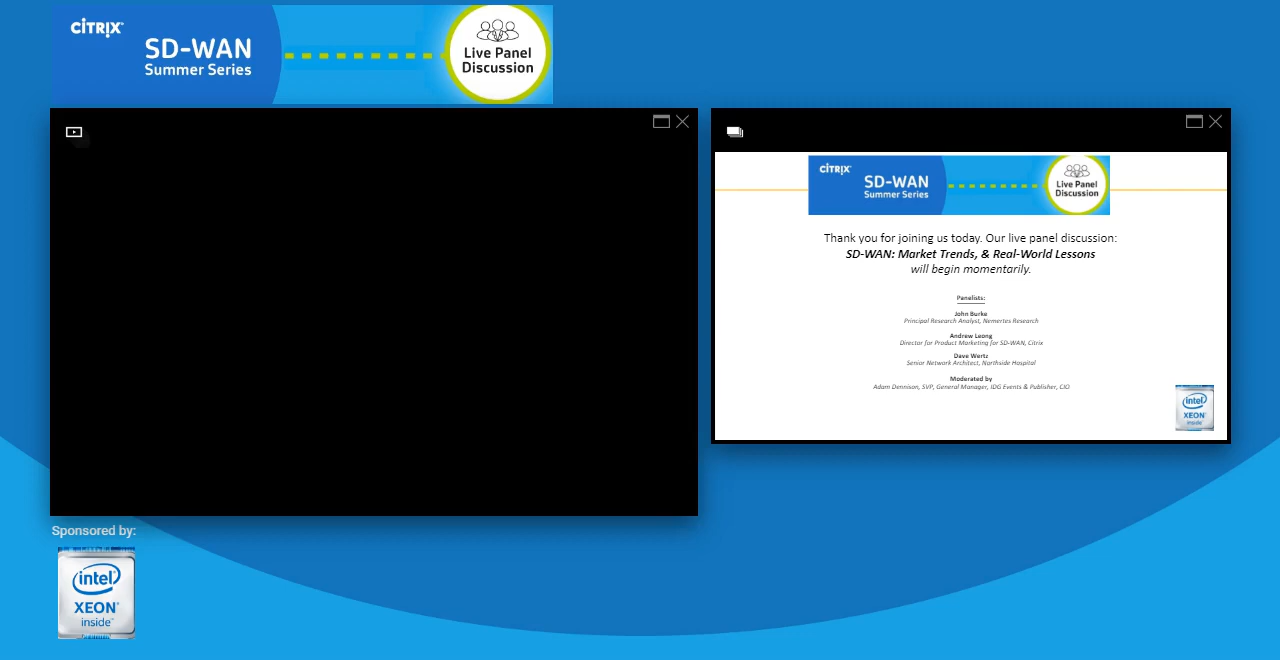 CİTRIX
SD-WAN
Summer Series
Live Panel
Discussion
CİTRIX
SD-WAN
Summer Series
Live Panel
Discussion
Thank you for joining us today. Our live panel discussion:
SD-WAN: Market Trends, & Real-World Lessons
will begin momentarily.
Panelists:
John Burke
Principal Research Analyst, Nemertes Research
Andrew Leong
Director for Product Marketing for SD-WAN, Citrix
Dave Wertz
Senior Network Architect, Northside Hospital
Moderated by
Adam Dennison, SVP, General Manager, IDG Events & Publisher, CIO
intel
XEON
inside
Sponsored by:
intel
XEON
inside